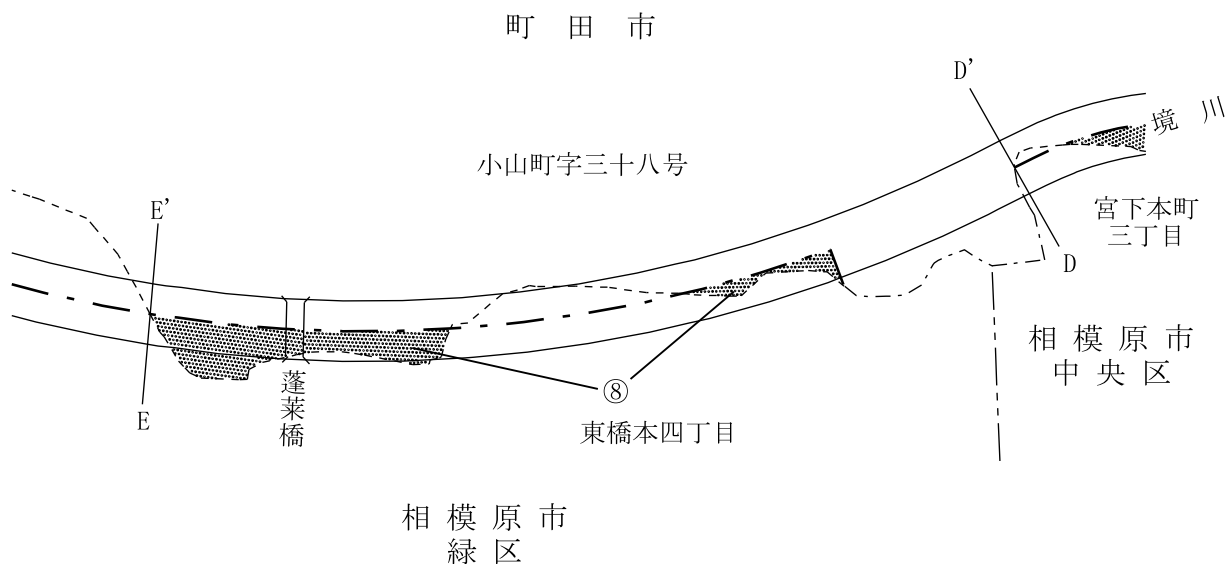 町田市
D'
境川
小山町字三十八号
E'
宮下本町
三丁目
D
相模原市
中央区
蓬莱橋
⑧
E
東橋本四丁目
相模原市
緑区